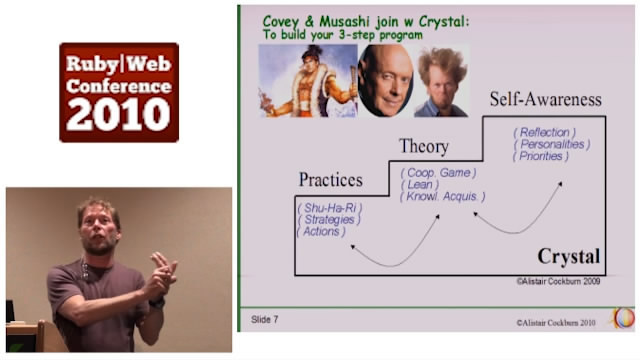 Ruby|Web
Conference
2010
Covey & Musashi join w Crystal:
To build your 3-step program
Self-Awareness
( Reflection )
( Personalities )
( Priorities )
Theory
( Coop. Game )
( Lean )
( Knowl. Acquis. )
Practices
( Shu-Ha-Ri )
( Strategies )
( Actions )
Crystal
©Alistair Cockburn 2009
Slide 7
©Alistair Cockburn 2010